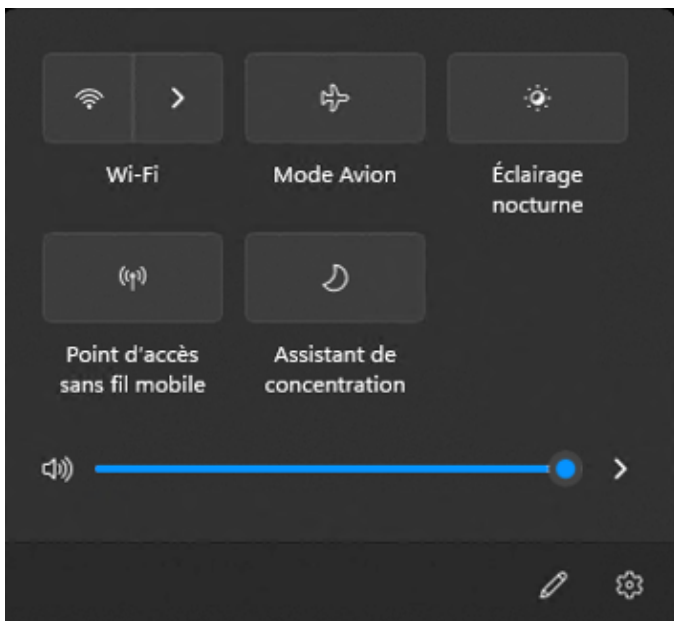 Wi-Fi
Mode Avion
Éclairage
nocturne
Point d'accès
sans fil mobile
Assistant de
concentration